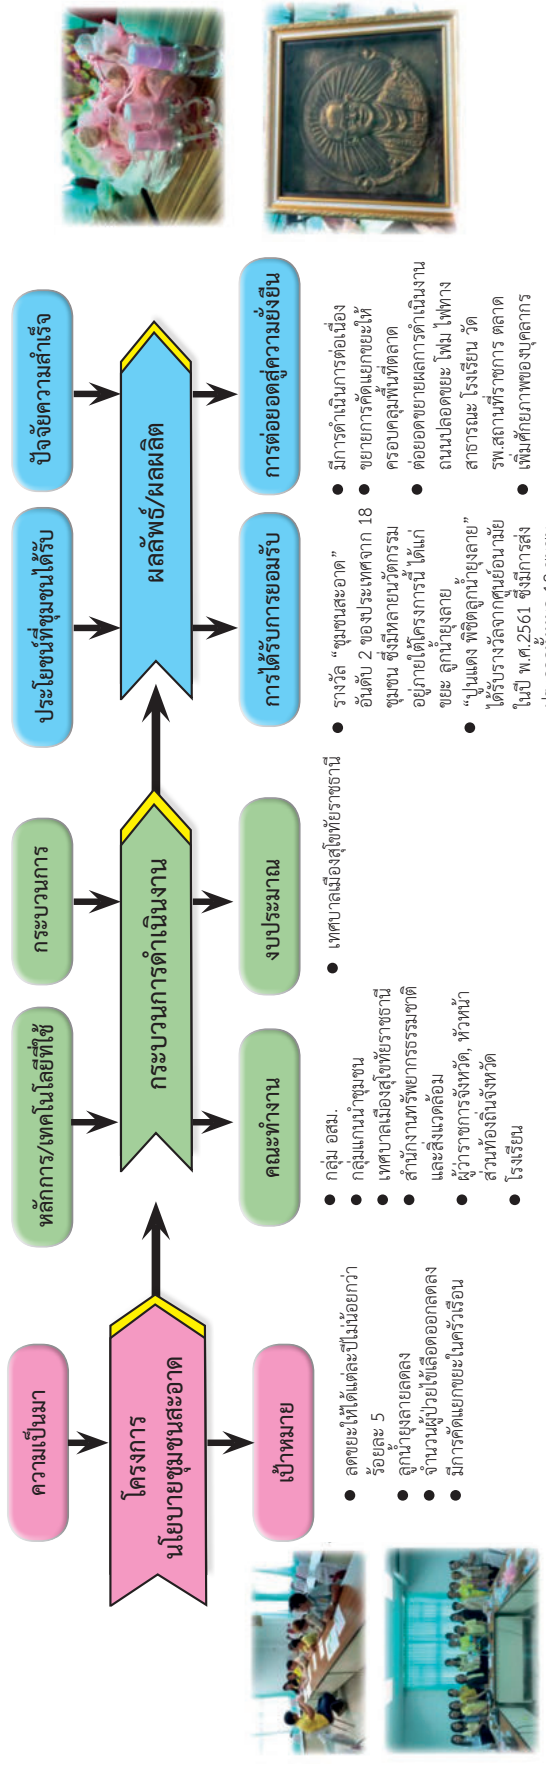 ความเป็นมา
โครงการ
นโยบายชุมชนสะอาด
เป้าหมาย
ลดขยะให้ได้แต่ละปีไม่น้อยกว่า
ร้อยละ 5
ลูกน้ำยุงลายลดลง
จำนวนผู้ป่วยไข้เลือดออกลดลง
มีการคัดแยกขยะในครัวเรือน
หลักการ/เทคโนโลยีที่ใช้
กระบวนการ
กระบวนการดำเนินงาน
คณะทำงาน
กลุ่ม อสม.
กลุ่มแกนนำชุมชน
เทศบาลเมืองสุโขทัยราชธานี
สำนักงานทรัพยากรธรรมชาติ
และสิ่งแวดล้อม
ผู้ว่าราชการจังหวัด, หัวหน้า
ส่วนท้องถิ่นจังหวัด
โรงเรียน
งบประมาณ
เทศบาลเมืองสุโขทัยราชธานี
ประโยชน์ที่ชุมชนได้รับ
ปัจจัยความสำเร็จ
ผลลัพธ์/ผลผลิต
การได้รับการยอมรับ
รางวัล “ชุมชนสะอาด”
อันดับ 2 ของประเทศจาก 18
ชุมชน ซึ่งมีหลายนวัตกรรม
อยู่ภายใต้โครงการนี้ ได้แก่
ขยะ ลูกน้ำยุงลาย
“ปูนแดง พิชิตลูกน้ำยุงลาย”
ได้รับรางวัลจากศูนย์อนามัย
ในปี พ.ศ.2561 ซึ่งมีการส่ง
การต่อยอดสู่ความยั่งยืน
มีการดำเนินการต่อเนื่อง
ขยายการคัดแยกขยะให้
ครอบคลุมพื้นที่ตลาด
ต่อยอดขยายผลการดำเนินงาน
ถนนปลอดขยะ โฟม ไฟทาง
สาธารณะ โรงเรียน วัด
รพ.สถานที่ราชการ ตลาด
เพิ่มศักยภาพของบุคลากร